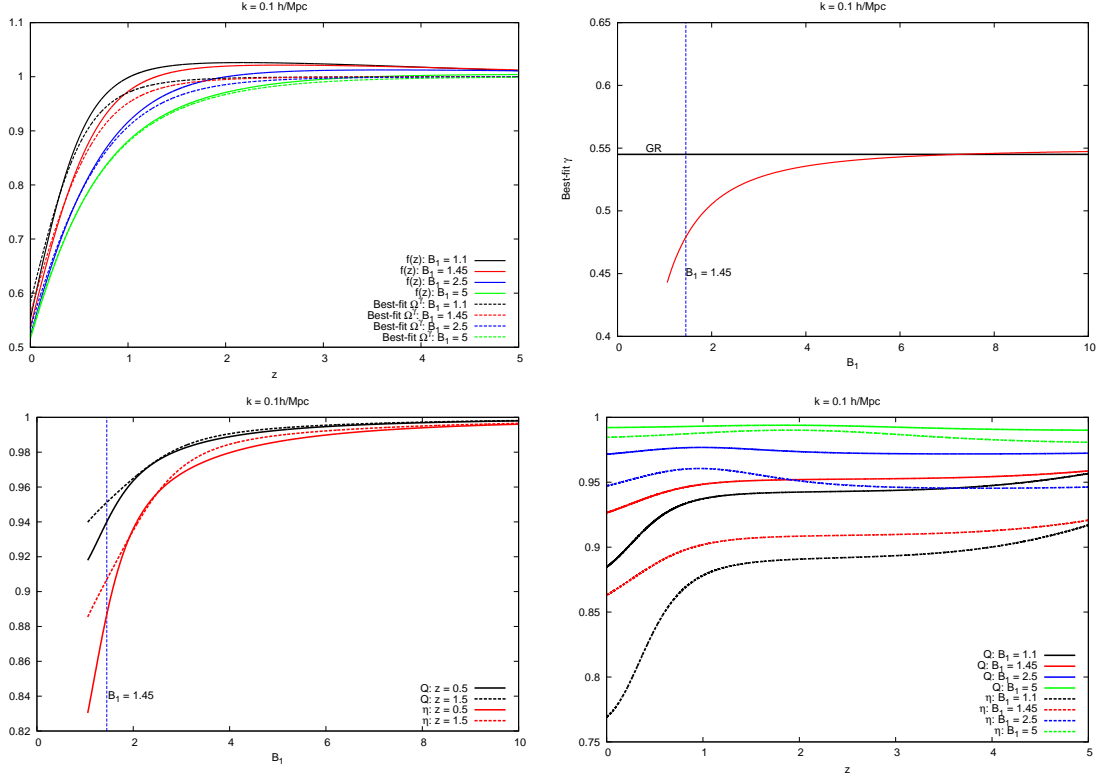 k = 0.1 h/Mpc
1.1
1
0.9
0.8
0.7
0.6
0.5
0 1 2 3 4 5
z
f(z): B₁ = 1.1
f(z): B₁ = 1.45
f(z): B₁ = 2.5
f(z): B₁ = 5
Best-fit Ω^γ: B₁ = 1.1
Best-fit Ω^γ: B₁ = 1.45
Best-fit Ω^γ: B₁ = 2.5
Best-fit Ω^γ: B₁ = 5
k = 0.1 h/Mpc
Best-fit γ
0.65
0.6
0.55
0.5
0.45
0.4
GR
B₁ = 1.45
0 2 4 6 8 10
B₁
k = 0.1h/Mpc
1
0.98
0.96
0.94
0.92
0.9
0.88
0.86
0.84
0.82
B₁ = 1.45
Q: z = 0.5
Q: z = 1.5
η: z = 0.5
η: z = 1.5
0 2 4 6 8 10
B₁
k = 0.1 h/Mpc
1
0.95
0.9
0.85
0.8
0.75
Q: B₁ = 1.1
Q: B₁ = 1.45
Q: B₁ = 2.5
Q: B₁ = 5
η: B₁ = 1.1
η: B₁ = 1.45
η: B₁ = 2.5
η: B₁ = 5
0 1 2 3 4 5
z